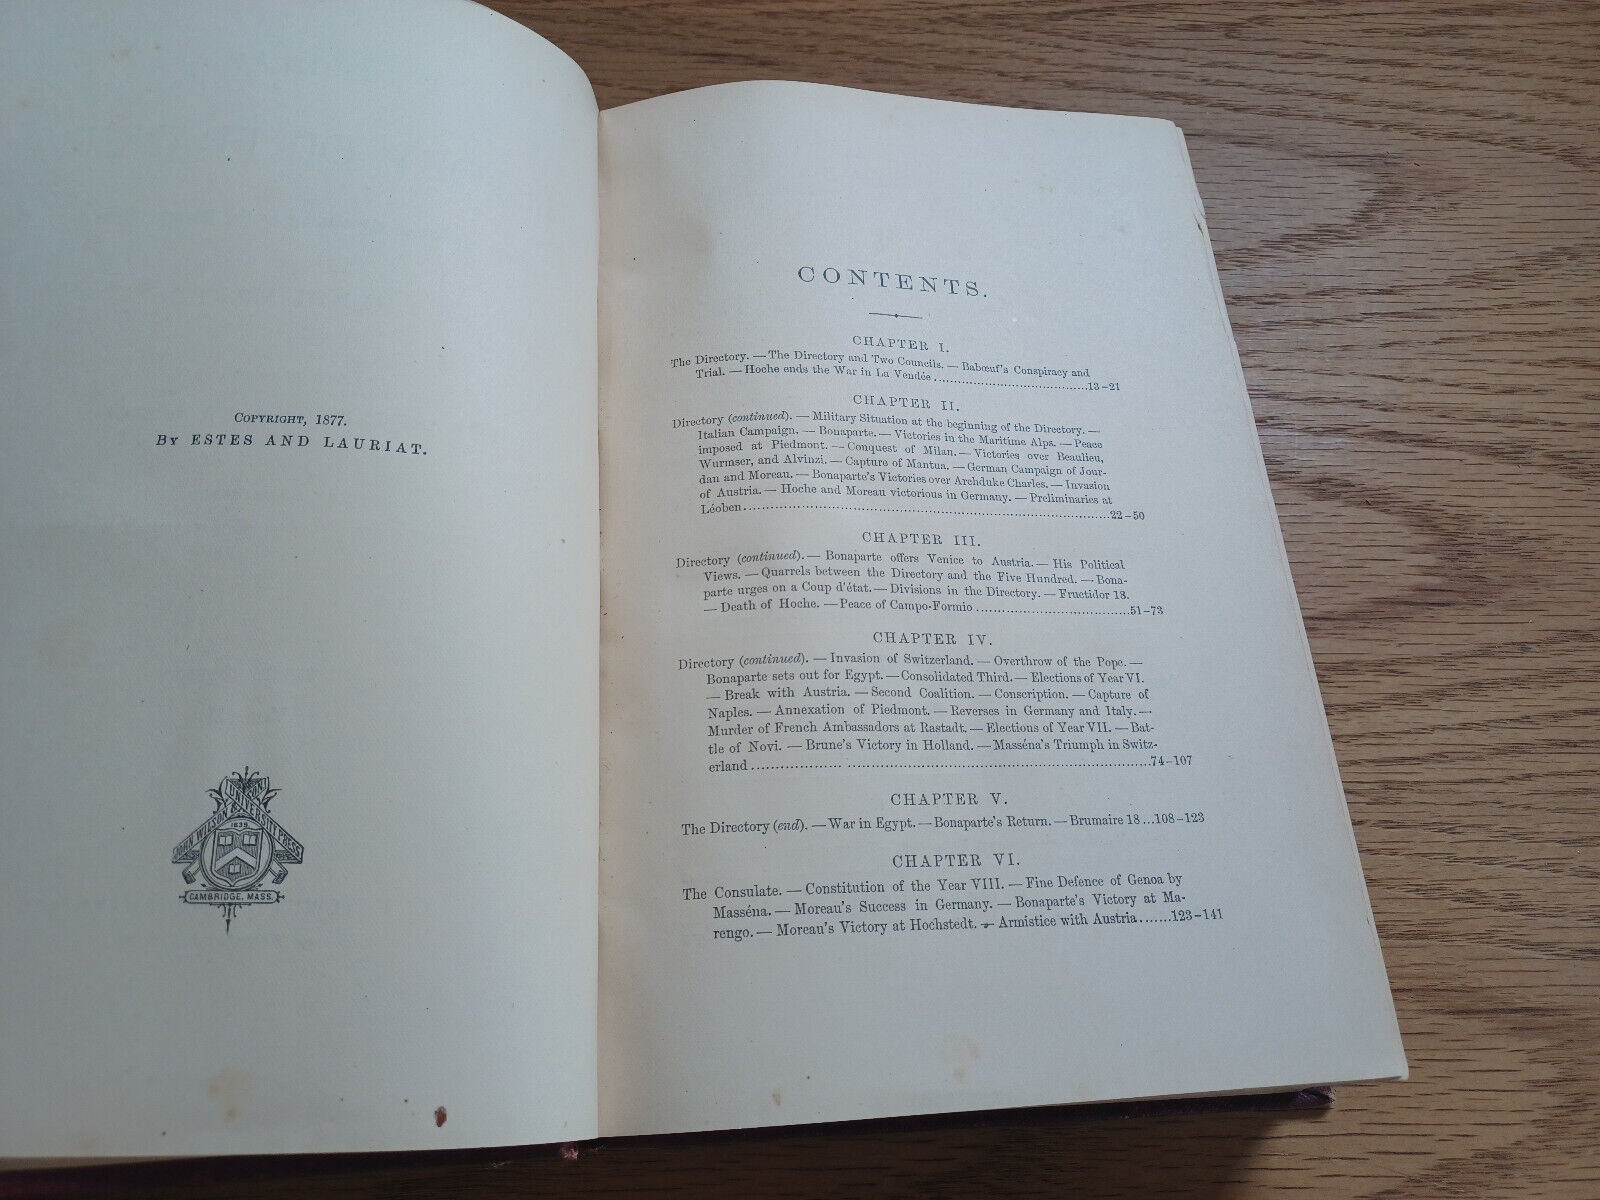 COPYRIGHT, 1877.
BY ESTES AND LAURIAT.
WILSON
UNIVERSITY PRESS
JOHN WILSON
1639
CAMBRIDGE, MASS.
CONTENTS.
CHAPTER I.
The Directory. — The Directory and Two Councils. — Babœuf's Conspiracy and
Trial. — Hoche ends the War in La Vendée ........ 13–21
CHAPTER II.
Directory (continued). — Military Situation at the beginning of the Directory. —
Italian Campaign. — Bonaparte. — Victories in the Maritime Alps. — Peace
imposed at Piedmont. — Conquest of Milan. — Victories over Beaulieu,
Wurmser, and Alvinzi. — Capture of Mantua. — German Campaign of Jour-
dan and Moreau. — Bonaparte's Victories over Archduke Charles. — Invasion
of Austria. — Hoche and Moreau victorious in Germany. — Preliminaries at
Léoben ........ 22–50
CHAPTER III.
Directory (continued). — Bonaparte offers Venice to Austria. — His Political
Views. — Quarrels between the Directory and the Five Hundred. — Bona-
parte urges on a Coup d'état. — Divisions in the Directory. — Fructidor 18.
— Death of Hoche. — Peace of Campo-Formio ........ 51–73
CHAPTER IV.
Directory (continued). — Invasion of Switzerland. — Overthrow of the Pope. —
Bonaparte sets out for Egypt. — Consolidated Third. — Elections of Year VI.
— Break with Austria. — Second Coalition. — Conscription. — Capture of
Naples. — Annexation of Piedmont. — Reverses in Germany and Italy. —
Murder of French Ambassadors at Rastadt. — Elections of Year VII. — Bat-
tle of Novi. — Brune's Victory in Holland. — Masséna's Triumph in Switz-
erland ........ 74–107
CHAPTER V.
The Directory (end). — War in Egypt. — Bonaparte's Return. — Brumaire 18 ...108–123
CHAPTER VI.
The Consulate. — Constitution of the Year VIII. — Fine Defence of Genoa by
Masséna. — Moreau's Success in Germany. — Bonaparte's Victory at Ma-
rengo. — Moreau's Victory at Hochstedt. — Armistice with Austria.......123–141